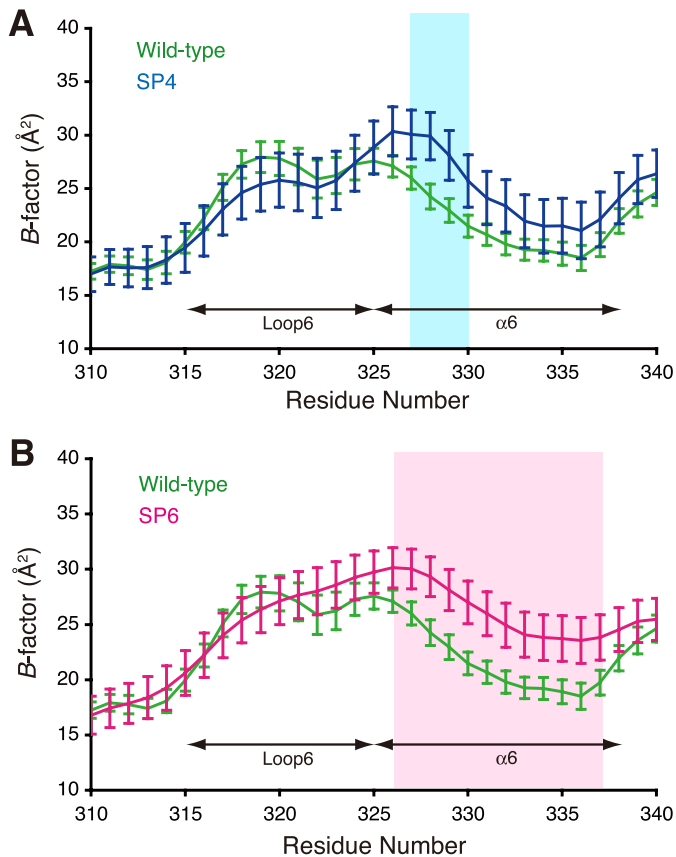 A
40
Wild-type
SP4
35
30
25
20
15
10
B-factor (Å²)
Loop6
α6
310
315
320
325
330
335
340
Residue Number
B
40
Wild-type
SP6
35
30
25
20
15
10
B-factor (Å²)
Loop6
α6
310
315
320
325
330
335
340
Residue Number